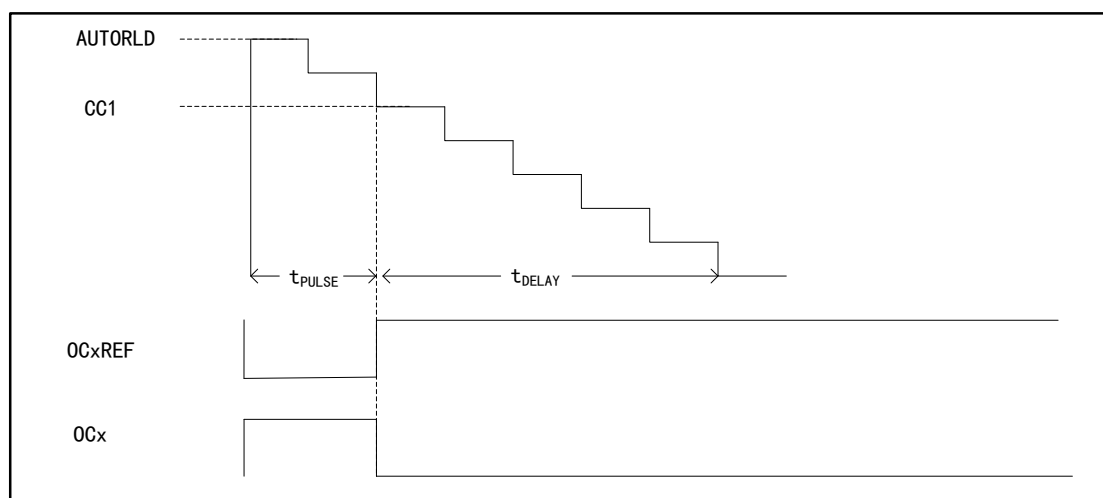 AUTORLD
CC1
tPULSE
tDELAY
OCxREF
OCx